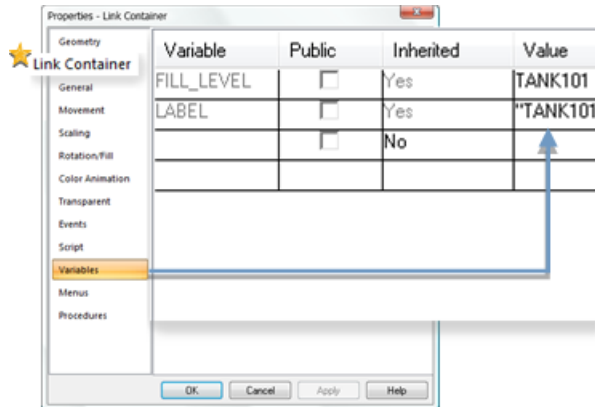 Properties - Link Container
Geometry
Link Container
General
Movement
Scaling
Rotation/Fill
Color Animation
Transparent
Events
Script
Variables
Menus
Procedures
Variable Public Inherited Value
FILL_LEVEL Yes TANK101
LABEL Yes "TANK101
No
OK Cancel Apply Help